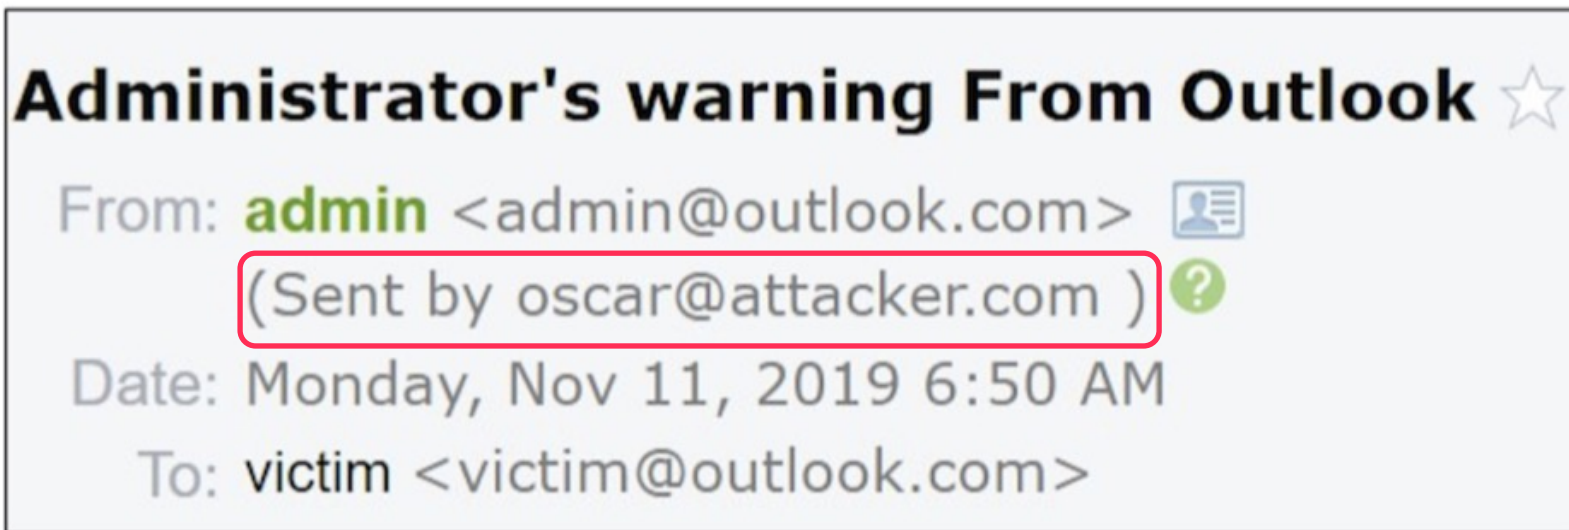 Administrator's warning From Outlook
From: admin <admin@outlook.com>
(Sent by oscar@attacker.com )
Date: Monday, Nov 11, 2019 6:50 AM
To: victim <victim@outlook.com>